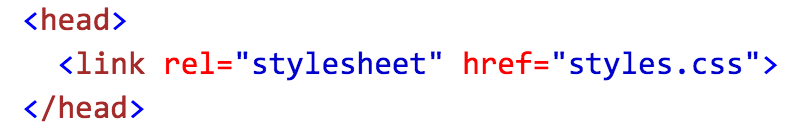 <head>
  <link rel="stylesheet" href="styles.css">
</head>